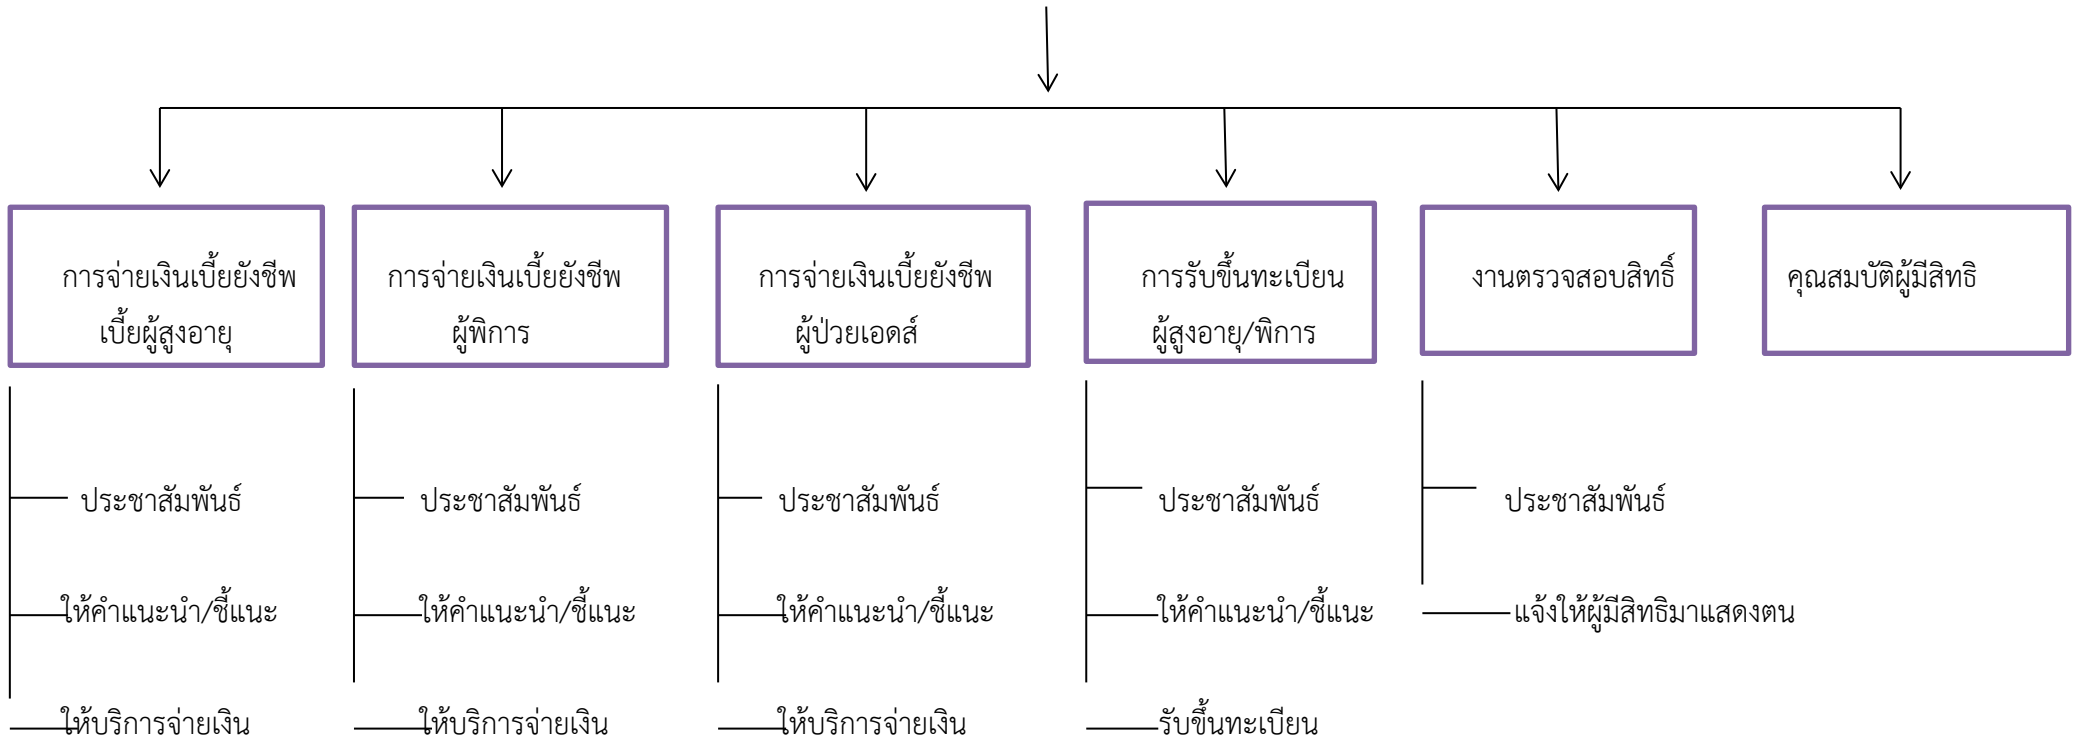 การจ่ายเงินเบี้ยยังชีพ
เบี้ยผู้สูงอายุ
การจ่ายเงินเบี้ยยังชีพ
ผู้พิการ
การจ่ายเงินเบี้ยยังชีพ
ผู้ป่วยเอดส์
การรับขึ้นทะเบียน
ผู้สูงอายุ/พิการ
งานตรวจสอบสิทธิ์
คุณสมบัติผู้มีสิทธิ
ประชาสัมพันธ์
ประชาสัมพันธ์
ประชาสัมพันธ์
ประชาสัมพันธ์
ประชาสัมพันธ์
ให้คำแนะนำ/ชี้แนะ
ให้คำแนะนำ/ชี้แนะ
ให้คำแนะนำ/ชี้แนะ
ให้คำแนะนำ/ชี้แนะ
แจ้งให้ผู้มีสิทธิมาแสดงตน
ให้บริการจ่ายเงิน
ให้บริการจ่ายเงิน
ให้บริการจ่ายเงิน
รับขึ้นทะเบียน